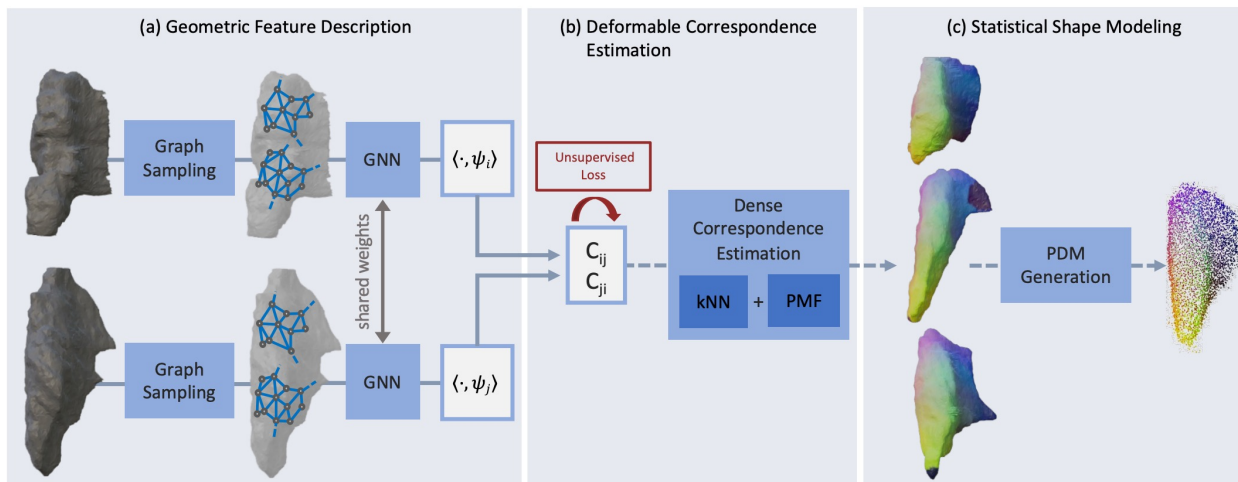 (a) Geometric Feature Description
Graph
Sampling
GNN
⟨·, ψᵢ⟩
shared weights
Graph
Sampling
GNN
⟨·, ψⱼ⟩
(b) Deformable Correspondence
Estimation
Unsupervised
Loss
Cᵢⱼ
Cⱼᵢ
Dense
Correspondence
Estimation
kNN + PMF
(c) Statistical Shape Modeling
PDM
Generation